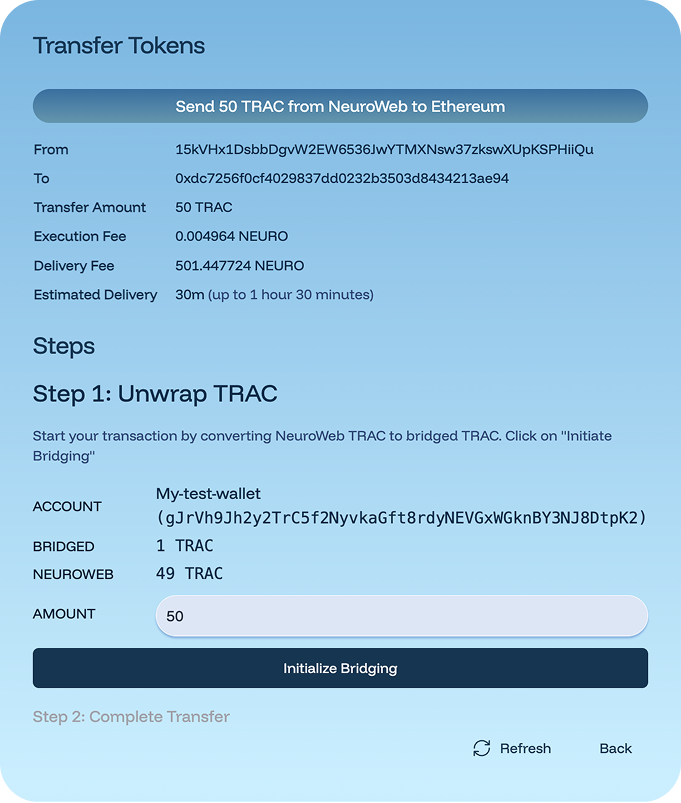 Transfer Tokens
Send 50 TRAC from NeuroWeb to Ethereum
From 15kVHx1DsbbDgvW2EW6536JwYTMXNsw37zkswXUpKSPHiiQu
To 0xdc7256f0cf4029837dd0232b3503d8434213ae94
Transfer Amount 50 TRAC
Execution Fee 0.004964 NEURO
Delivery Fee 501.447724 NEURO
Estimated Delivery 30m (up to 1 hour 30 minutes)
Steps
Step 1: Unwrap TRAC
Start your transaction by converting NeuroWeb TRAC to bridged TRAC. Click on "Initiate
Bridging"
ACCOUNT My-test-wallet
(gJrVh9Jh2y2TrC5f2NyvkaGft8rdyNEVGxWGknBY3NJ8DtpK2)
BRIDGED 1 TRAC
NEUROWEB 49 TRAC
AMOUNT 50
Initialize Bridging
Step 2: Complete Transfer
Refresh Back